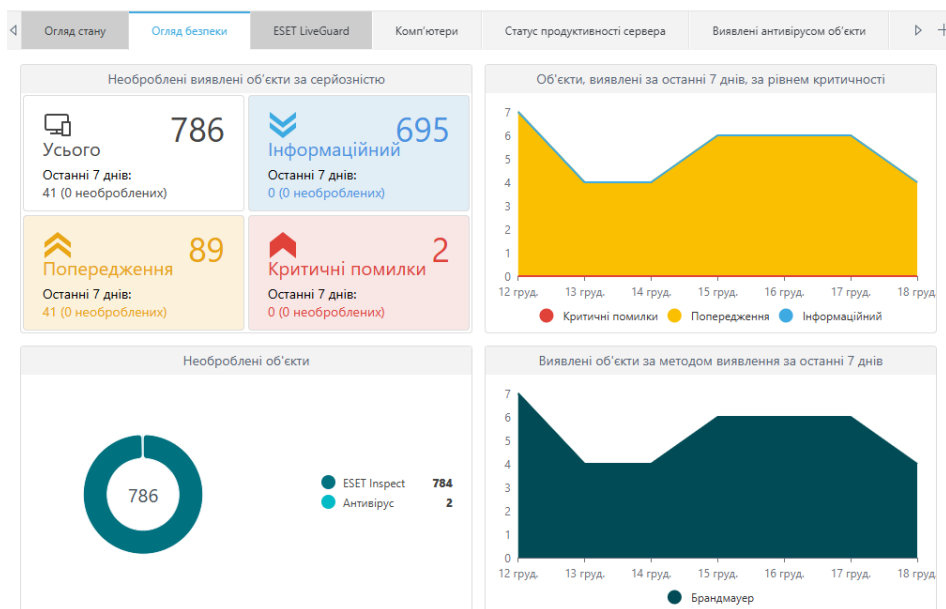 Огляд стану
Огляд безпеки
ESET LiveGuard
Комп'ютери
Статус продуктивності сервера
Виявлені антивірусом об'єкти
Необроблені виявлені об'єкти за серйозністю
786
Усього
Останні 7 днів:
41 (0 необроблених)
695
Інформаційний
Останні 7 днів:
0 (0 необроблених)
89
Попередження
Останні 7 днів:
41 (0 необроблених)
2
Критичні помилки
Останні 7 днів:
0 (0 необроблених)
Об'єкти, виявлені за останні 7 днів, за рівнем критичності
7
6
5
4
3
2
1
0
12 груд.
13 груд.
14 груд.
15 груд.
16 груд.
17 груд.
18 груд.
Критичні помилки
Попередження
Інформаційний
Необроблені об'єкти
786
ESET Inspect 784
Антивірус 2
Виявлені об'єкти за методом виявлення за останні 7 днів
7
6
5
4
3
2
1
0
12 груд.
13 груд.
14 груд.
15 груд.
16 груд.
17 груд.
18 груд.
Брандмауер